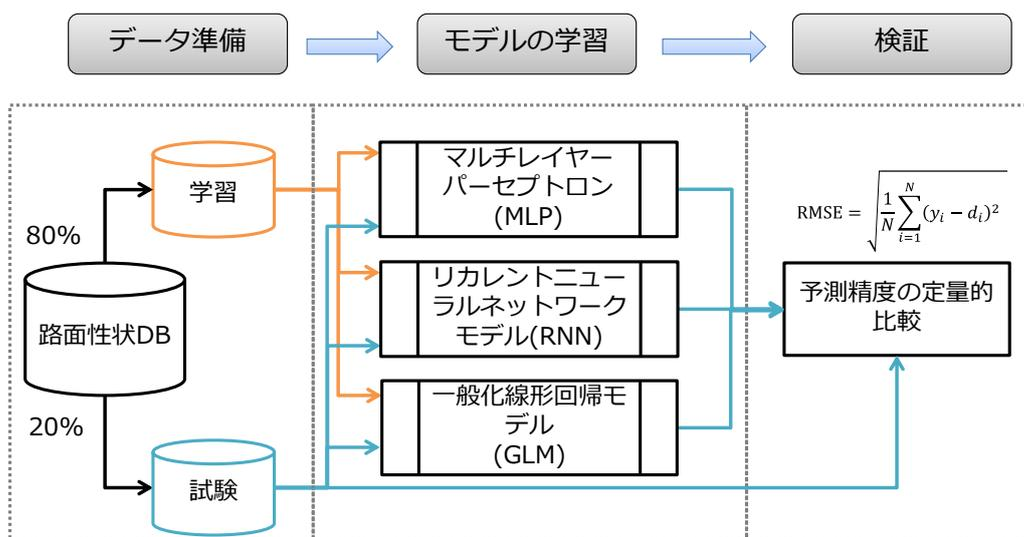 データ準備
モデルの学習
検証
学習
80%
路面性状DB
20%
試験
マルチレイヤー
パーセプトロン
(MLP)
リカレントニュー
ラルネットワーク
モデル(RNN)
一般化線形回帰モ
デル
(GLM)
RMSE = √(1/N ∑_{i=1}^{N} (y_i − d_i)²)
予測精度の定量的
比較